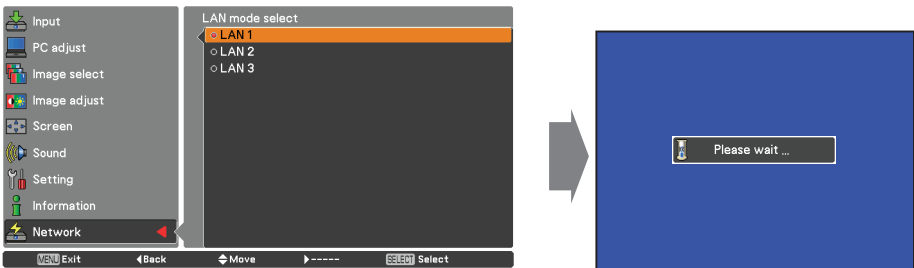 Input
PC adjust
Image select
Image adjust
Screen
Sound
Setting
Information
Network
LAN mode select
LAN 1
LAN 2
LAN 3
MENU Exit Back Move ----- SELECT Select
Please wait ...